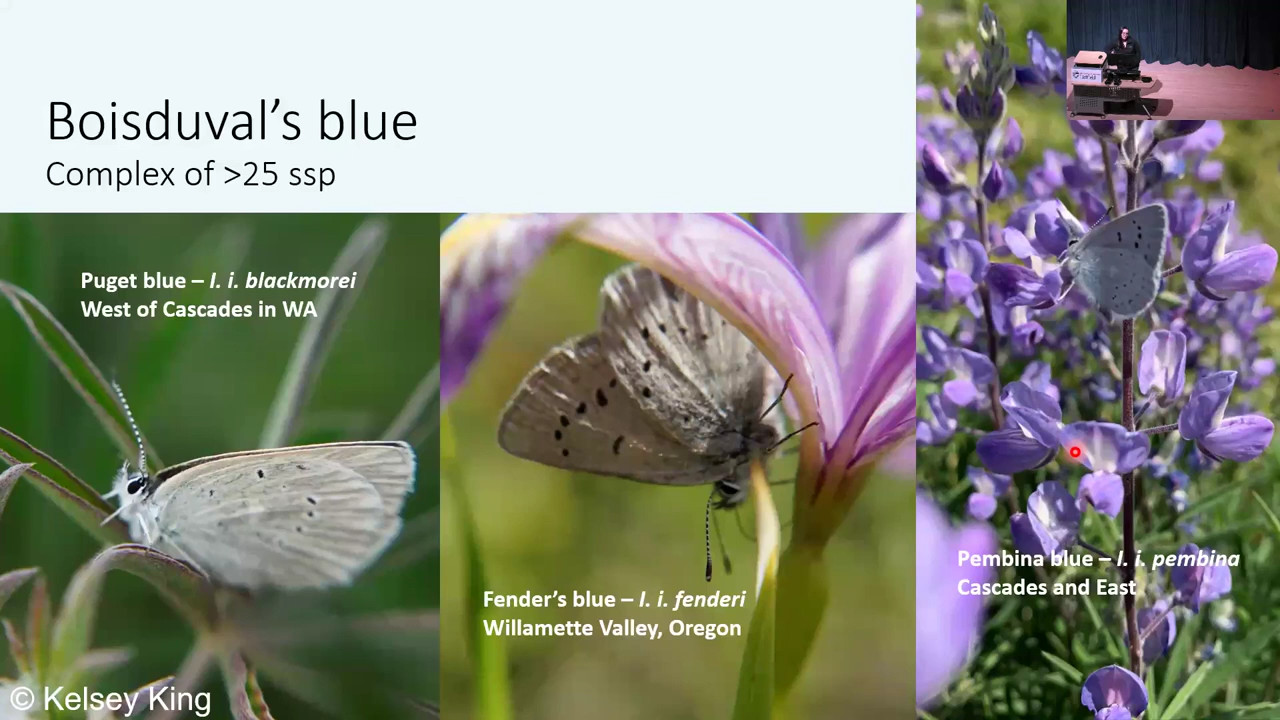 Boisduval’s blue
Complex of >25 ssp
Puget blue – I. i. blackmorei
West of Cascades in WA
Fender’s blue – I. i. fenderi
Willamette Valley, Oregon
Pembina blue – I. i. pembina
Cascades and East
© Kelsey King